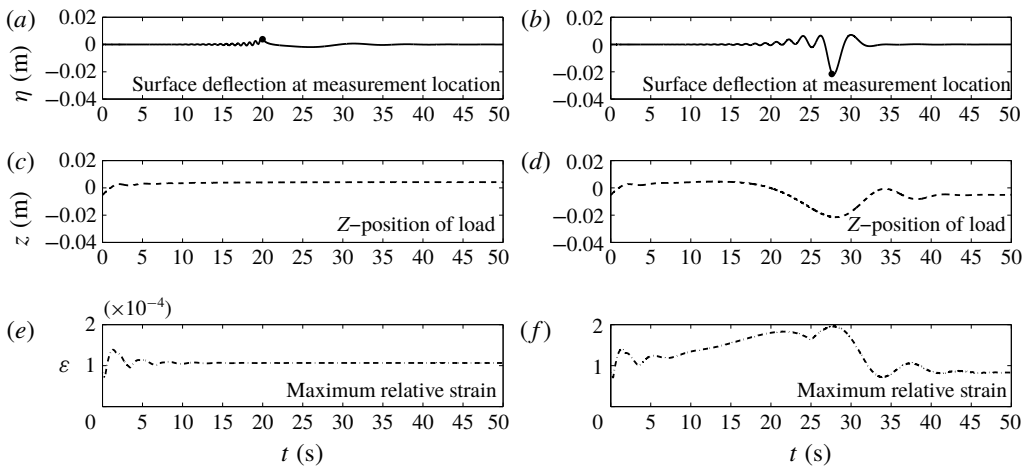 (a) 0.02 (b) 0.02
η (m) 0 0
−0.02 −0.02
−0.04 Surface deflection at measurement location −0.04 Surface deflection at measurement location
0 5 10 15 20 25 30 35 40 45 50 0 5 10 15 20 25 30 35 40 45 50
(c) 0.02 (d) 0.02
z (m) 0 0
−0.02 −0.02
−0.04 Z−position of load −0.04 Z−position of load
0 5 10 15 20 25 30 35 40 45 50 0 5 10 15 20 25 30 35 40 45 50
(×10−4)
(e) 2 (f) 2
ε 1 1
Maximum relative strain Maximum relative strain
0 5 10 15 20 25 30 35 40 45 50 0 5 10 15 20 25 30 35 40 45 50
t (s) t (s)